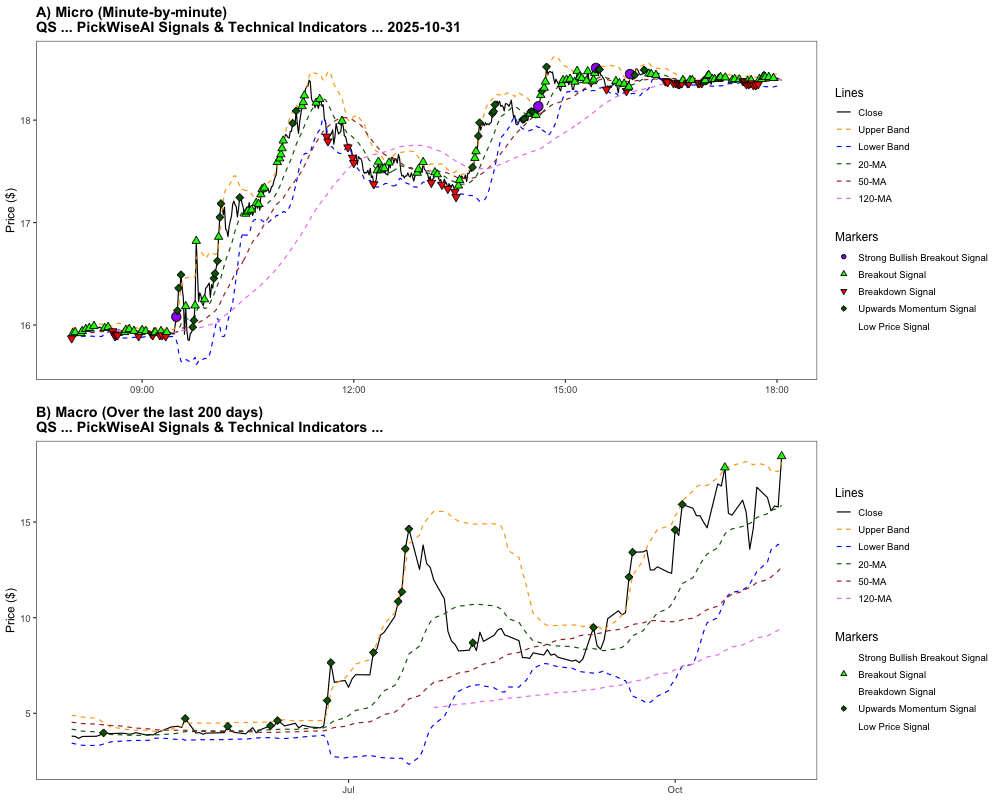 A) Micro (Minute-by-minute)
QS ... PickWiseAI Signals & Technical Indicators ... 2025-10-31
Price ($)
18
17
16
09:00
12:00
15:00
18:00
Lines
Close
Upper Band
Lower Band
20-MA
50-MA
120-MA
Markers
Strong Bullish Breakout Signal
Breakout Signal
Breakdown Signal
Upwards Momentum Signal
Low Price Signal
B) Macro (Over the last 200 days)
QS ... PickWiseAI Signals & Technical Indicators ...
Price ($)
15
10
5
Jul
Oct
Lines
Close
Upper Band
Lower Band
20-MA
50-MA
120-MA
Markers
Strong Bullish Breakout Signal
Breakout Signal
Breakdown Signal
Upwards Momentum Signal
Low Price Signal